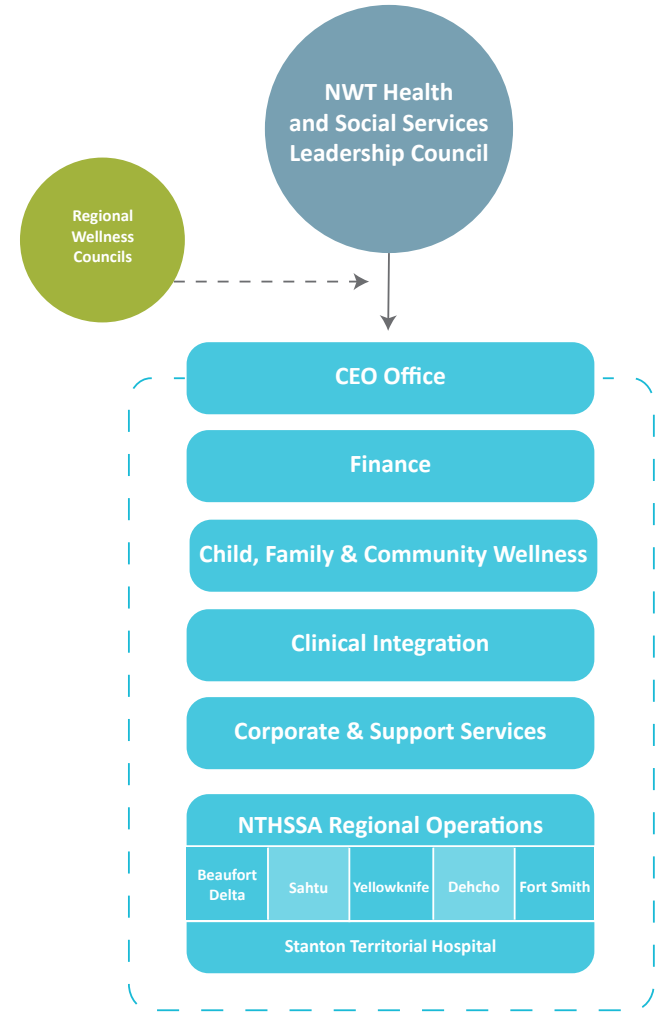 NWT Health
and Social Services
Leadership Council
Regional
Wellness
Councils
CEO Office
Finance
Child, Family & Community Wellness
Clinical Integration
Corporate & Support Services
NTHSSA Regional Operations
Beaufort
Delta
Sahtu
Yellowknife
Dehcho
Fort Smith
Stanton Territorial Hospital